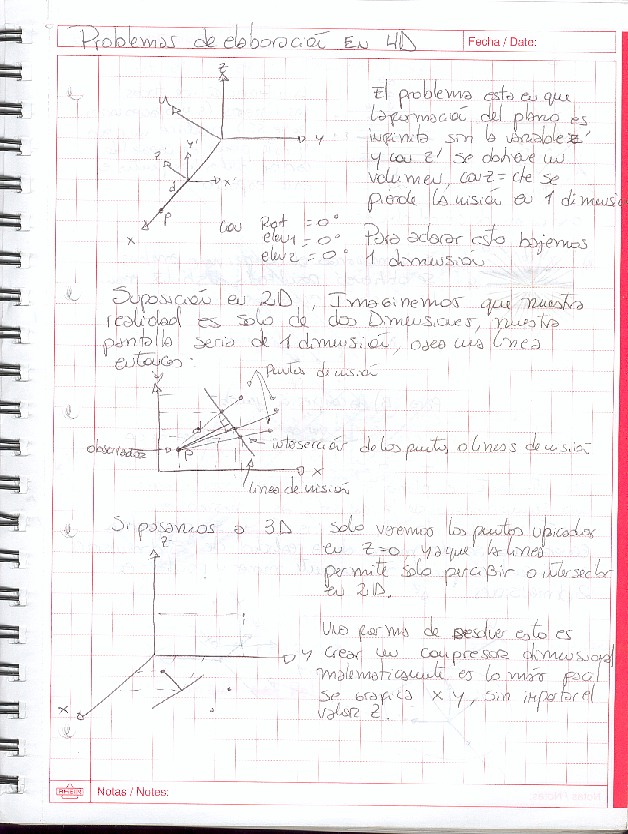 Problemas de elaboración EN 4D
Fecha / Date:
El problema esta en que
la formación del plano es
infinita sin la variable z'
y con z' se obtiene un
volumen, con z = cte se
pierde la visión en 1 dimensión
Z
U
Y
Y'
Z'
X'
d
P
X
Con Rot = 0°
elev1 = 0°
elev2 = 0°
Para aclarar esto bajemos
1 dimensión
Suposición en 2D, Imaginemos que nuestra
realidad es solo de dos Dimensiones, nuestra
pantalla seria de 1 dimensión, osea una linea
entonces:
puntos de visión
d
observador
P
intersección de los puntos o lineas de visión
X
linea de visión
Si pasamos a 3D solo veremos los puntos ubicados
en Z=0, ya que la linea
permite solo percibir o intersectar
en 2D.
Z
Una forma de resolver esto es
Y
crear un compresor dimensional
matematicamente es lo más facil
X
se grafica X Y, sin importar el
valor Z.
RHEIN
Notas / Notes: